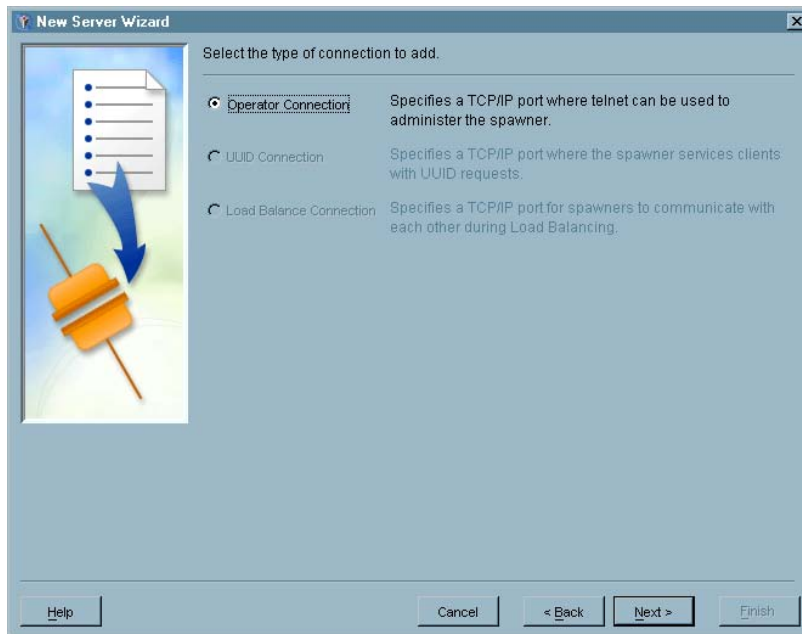 New Server Wizard
Select the type of connection to add.
Operator Connection
Specifies a TCP/IP port where telnet can be used to
administer the spawner.
UUID Connection
Specifies a TCP/IP port where the spawner services clients
with UUID requests.
Load Balance Connection
Specifies a TCP/IP port for spawners to communicate with
each other during Load Balancing.
Help
Cancel
< Back
Next >
Finish